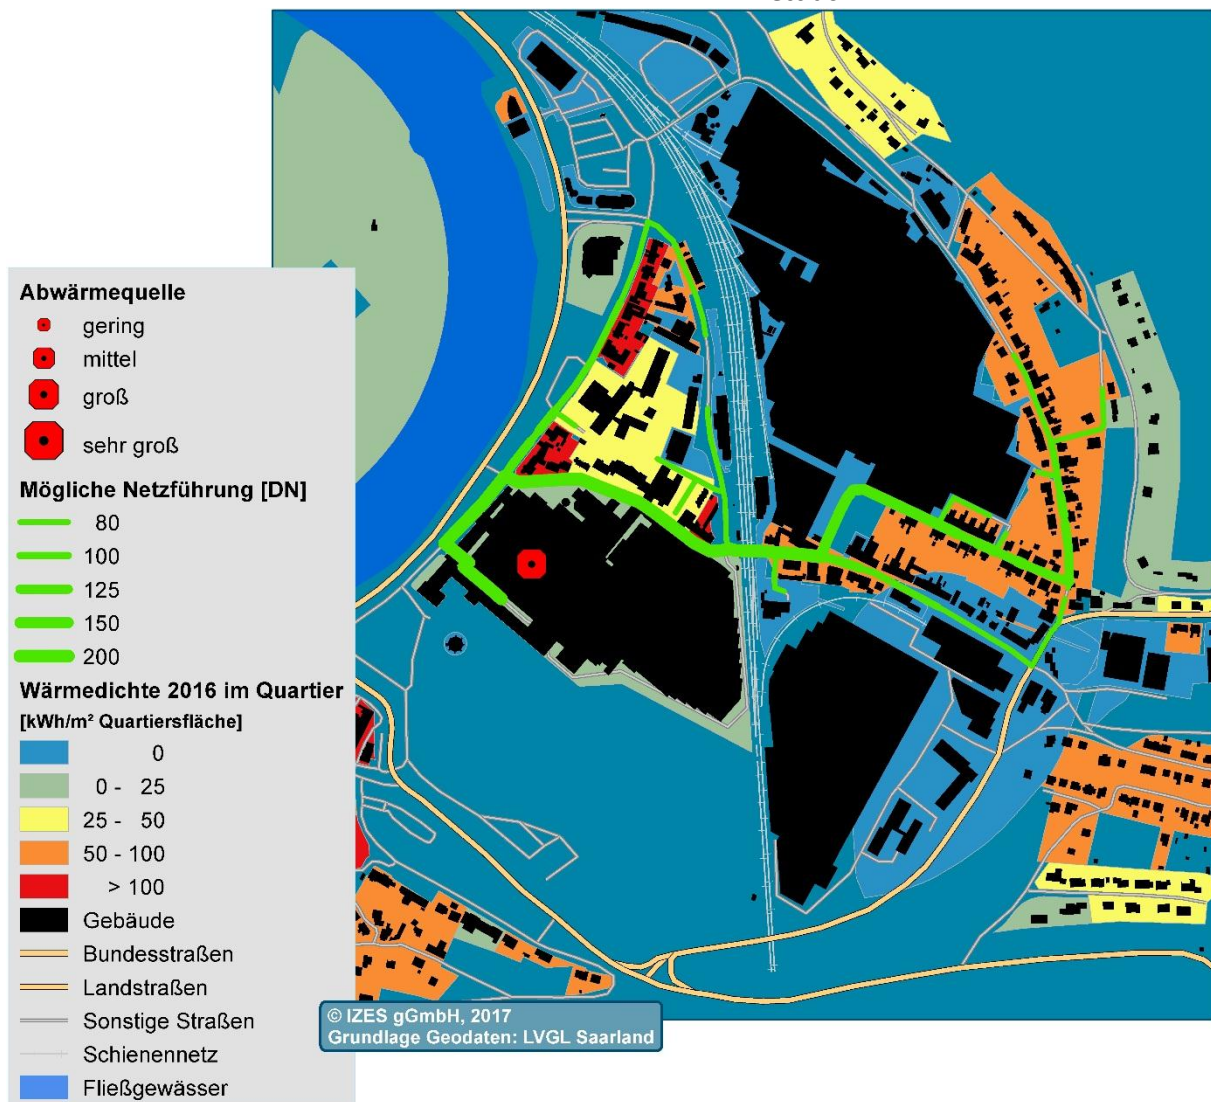 Abwärmequelle
gering
mittel
groß
sehr groß
Mögliche Netzführung [DN]
80
100
125
150
200
Wärmedichte 2016 im Quartier
[kWh/m² Quartiersfläche]
0
0 - 25
25 - 50
50 - 100
> 100
Gebäude
Bundesstraßen
Landstraßen
Sonstige Straßen
Schienennetz
Fließgewässer
© IZES gGmbH, 2017
Grundlage Geodaten: LVGL Saarland